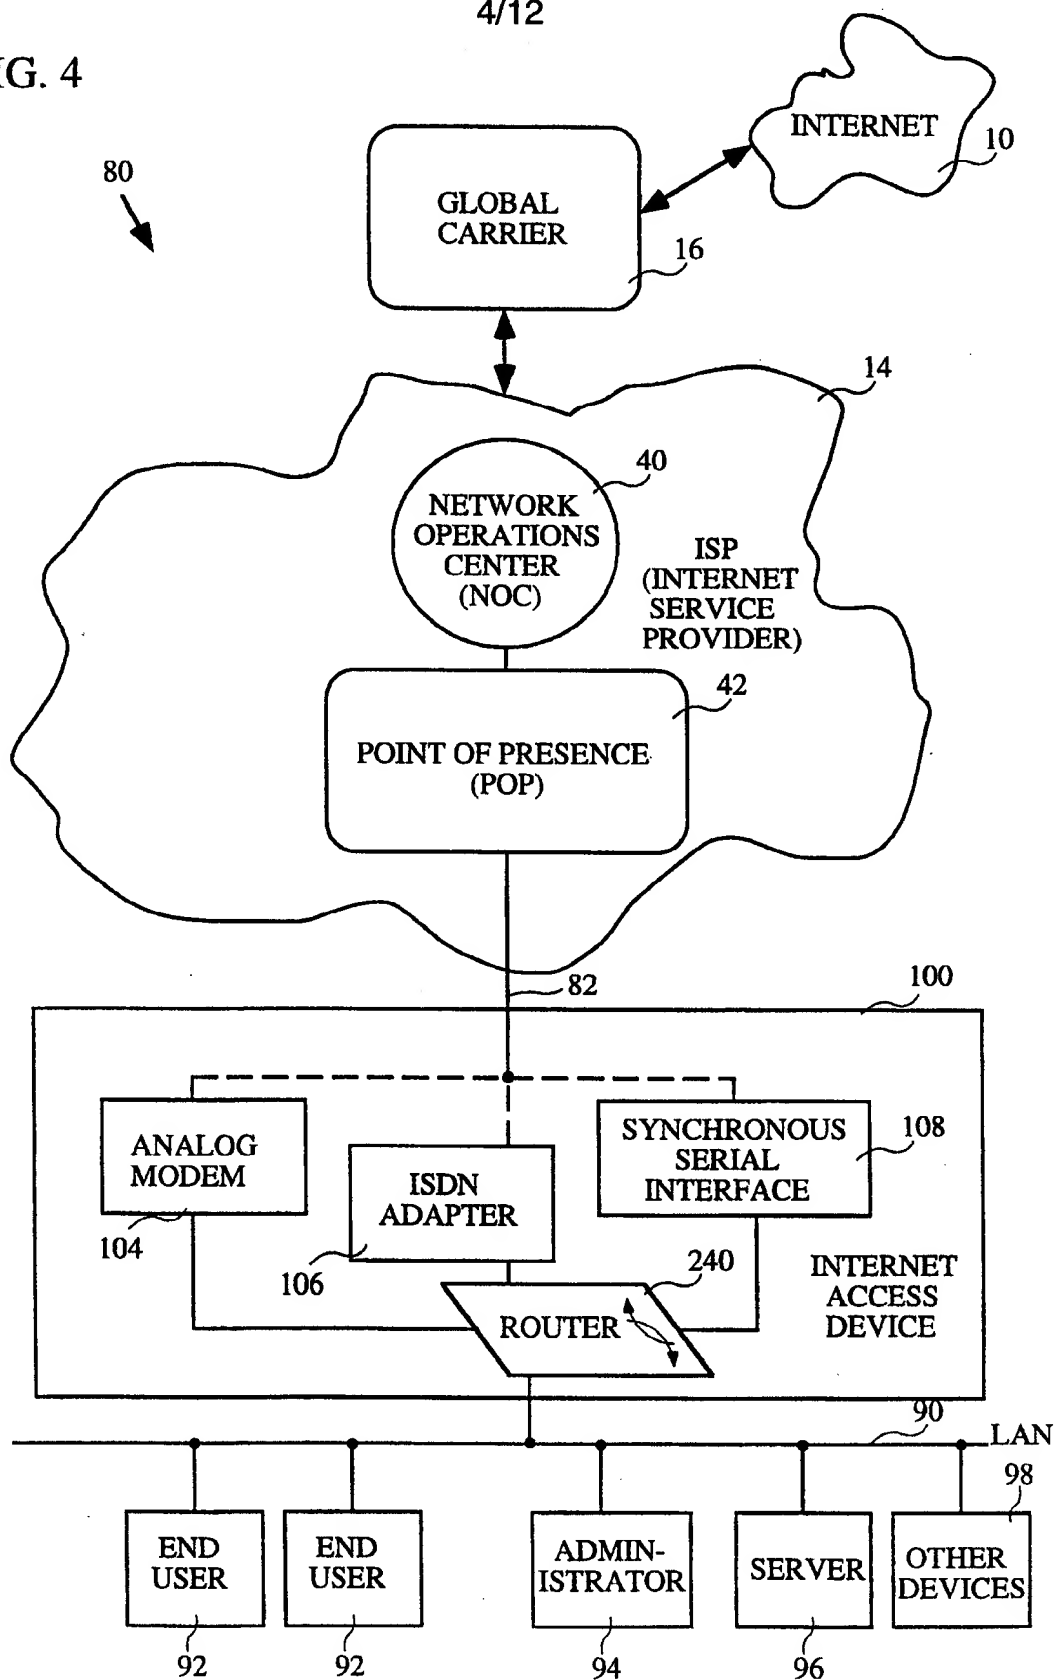 4/12
IG. 4
INTERNET
10
80
GLOBAL
CARRIER
16
14
40
NETWORK
OPERATIONS
CENTER
(NOC)
ISP
(INTERNET
SERVICE
PROVIDER)
42
POINT OF PRESENCE
(POP)
82
100
ANALOG
MODEM
104
ISDN
ADAPTER
106
SYNCHRONOUS
SERIAL
INTERFACE
108
240
ROUTER
INTERNET
ACCESS
DEVICE
90
LAN
98
END
USER
92
END
USER
92
ADMIN-
ISTRATOR
94
SERVER
96
OTHER
DEVICES